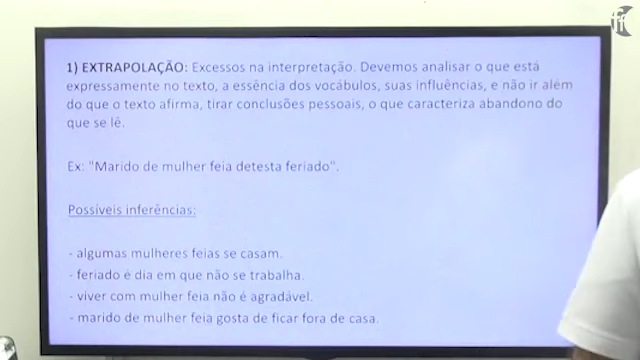 1) EXTRAPOLAÇÃO: Excessos na interpretação. Devemos analisar o que está
expressamente no texto, a essência dos vocábulos, suas influências, e não ir além
do que o texto afirma, tirar conclusões pessoais, o que caracteriza abandono do
que se lê.
Ex: "Marido de mulher feia detesta feriado".
Possíveis inferências:
- algumas mulheres feias se casam.
- feriado é dia em que não se trabalha.
- viver com mulher feia não é agradável.
- marido de mulher feia gosta de ficar fora de casa.